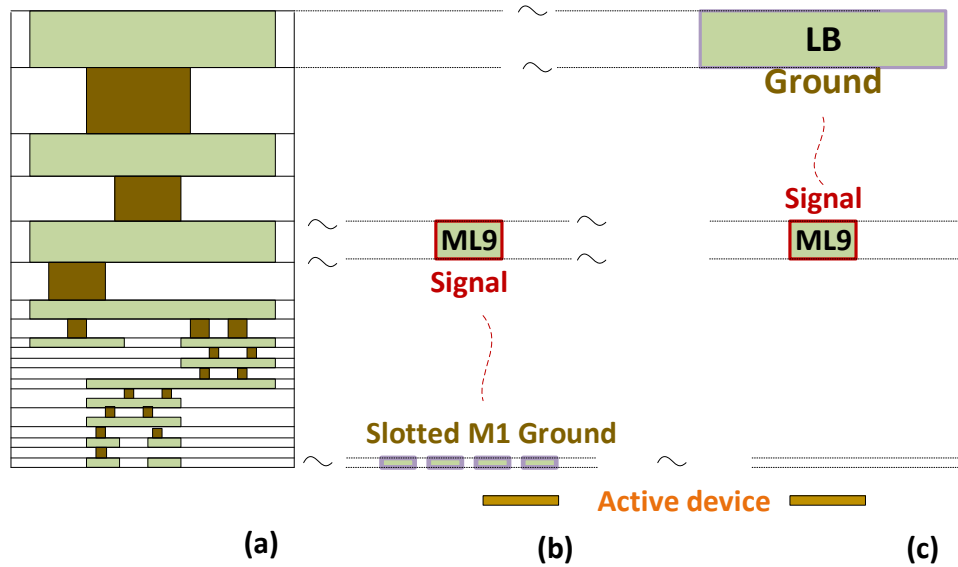 LB
Ground
Signal
ML9
ML9
Signal
Slotted M1 Ground
Active device
(a)
(b)
(c)